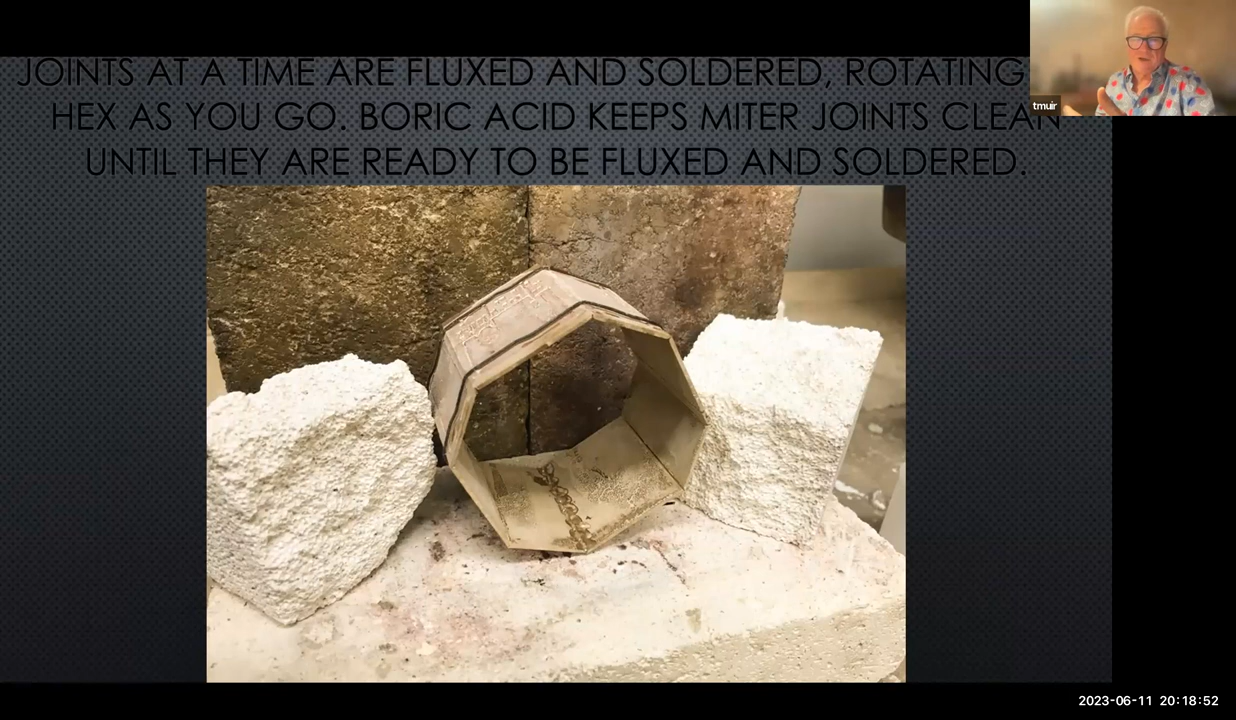 JOINTS AT A TIME ARE FLUXED AND SOLDERED, ROTATING
HEX AS YOU GO. BORIC ACID KEEPS MITER JOINTS CLEAN
UNTIL THEY ARE READY TO BE FLUXED AND SOLDERED.
tmuir
2023-06-11 20:18:52